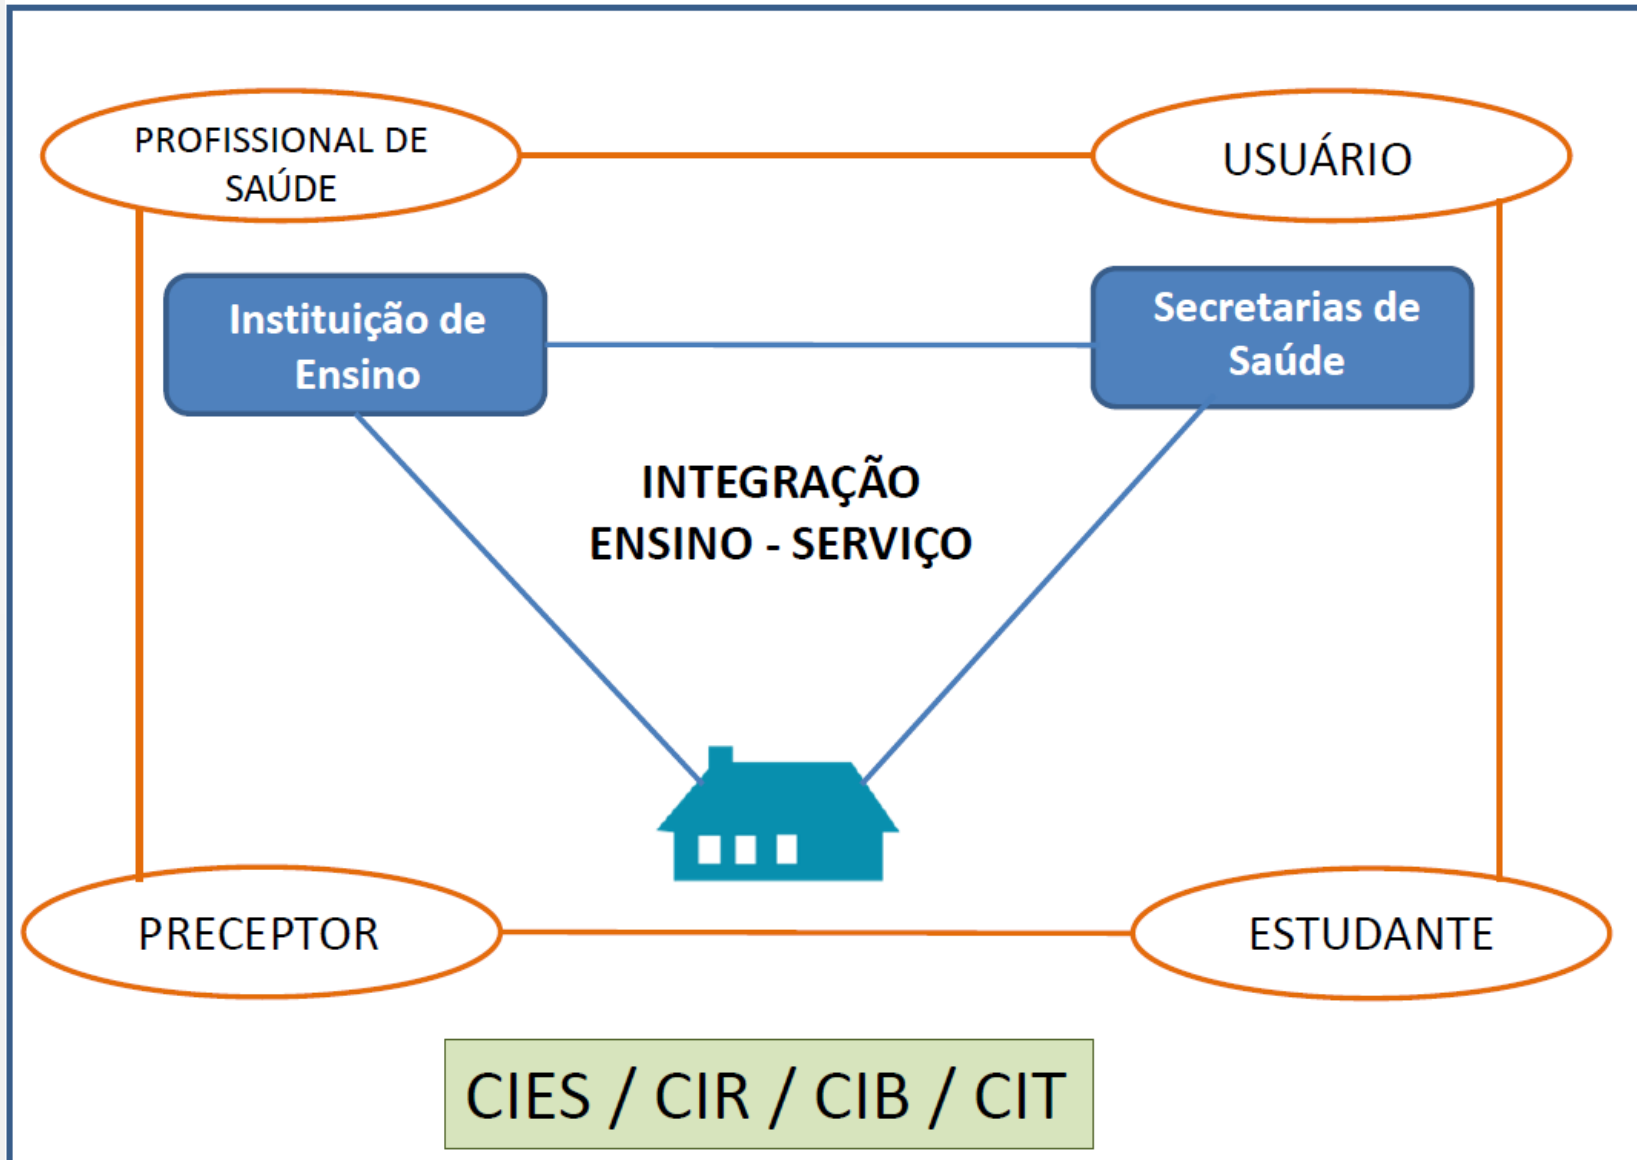 PROFISSIONAL DE
SAÚDE
USUÁRIO
Instituição de
Ensino
Secretarias de
Saúde
INTEGRAÇÃO
ENSINO - SERVIÇO
PRECEPTOR
ESTUDANTE
CIES / CIR / CIB / CIT